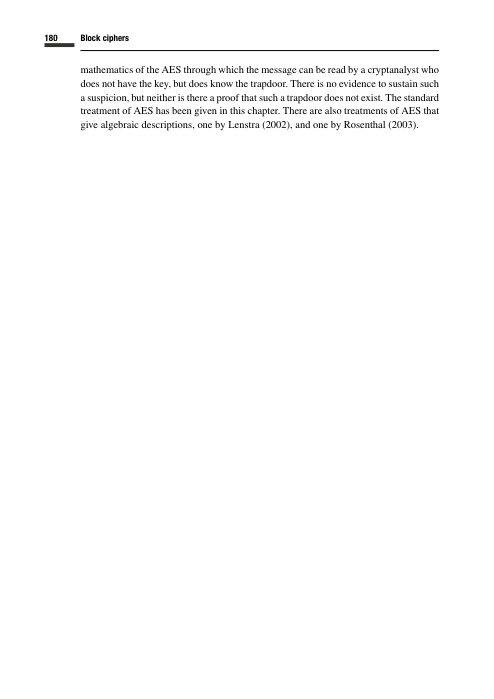 180 Block ciphers
mathematics of the AES through which the message can be read by a cryptanalyst who
does not have the key, but does know the trapdoor. There is no evidence to sustain such
a suspicion, but neither is there a proof that such a trapdoor does not exist. The standard
treatment of AES has been given in this chapter. There are also treatments of AES that
give algebraic descriptions, one by Lenstra (2002), and one by Rosenthal (2003).